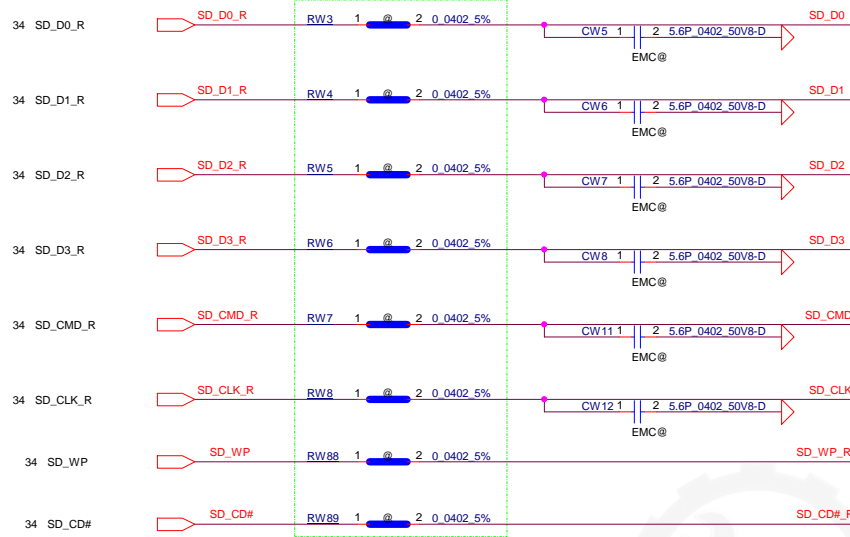 34 SD_D0_R SD_D0_R RW3 1 @ 2 0_0402_5% SD_D0
CW5 1 2 5.6P_0402_50V8-D
EMC@
34 SD_D1_R SD_D1_R RW4 1 @ 2 0_0402_5% SD_D1
CW6 1 2 5.6P_0402_50V8-D
EMC@
34 SD_D2_R SD_D2_R RW5 1 @ 2 0_0402_5% SD_D2
CW7 1 2 5.6P_0402_50V8-D
EMC@
34 SD_D3_R SD_D3_R RW6 1 @ 2 0_0402_5% SD_D3
CW8 1 2 5.6P_0402_50V8-D
EMC@
34 SD_CMD_R SD_CMD_R RW7 1 @ 2 0_0402_5% SD_CMD
CW11 1 2 5.6P_0402_50V8-D
EMC@
34 SD_CLK_R SD_CLK_R RW8 1 @ 2 0_0402_5% SD_CLK
CW12 1 2 5.6P_0402_50V8-D
EMC@
34 SD_WP SD_WP RW88 1 @ 2 0_0402_5% SD_WP_R
34 SD_CD# SD_CD# RW89 1 @ 2 0_0402_5% SD_CD#_R